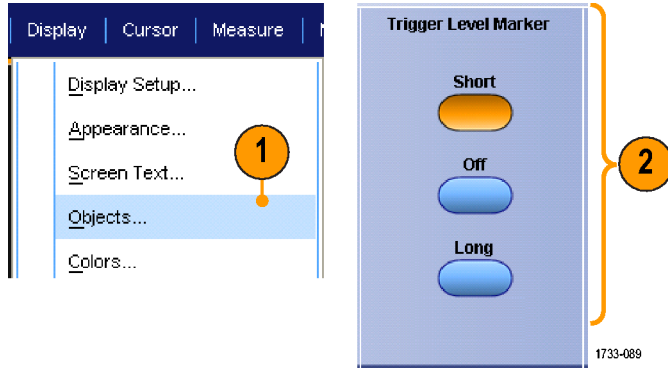 Display Cursor Measure
Display Setup...
Appearance...
Screen Text...
Objects...
Colors...
1
Trigger Level Marker
Short
Off
Long
2
1733-089